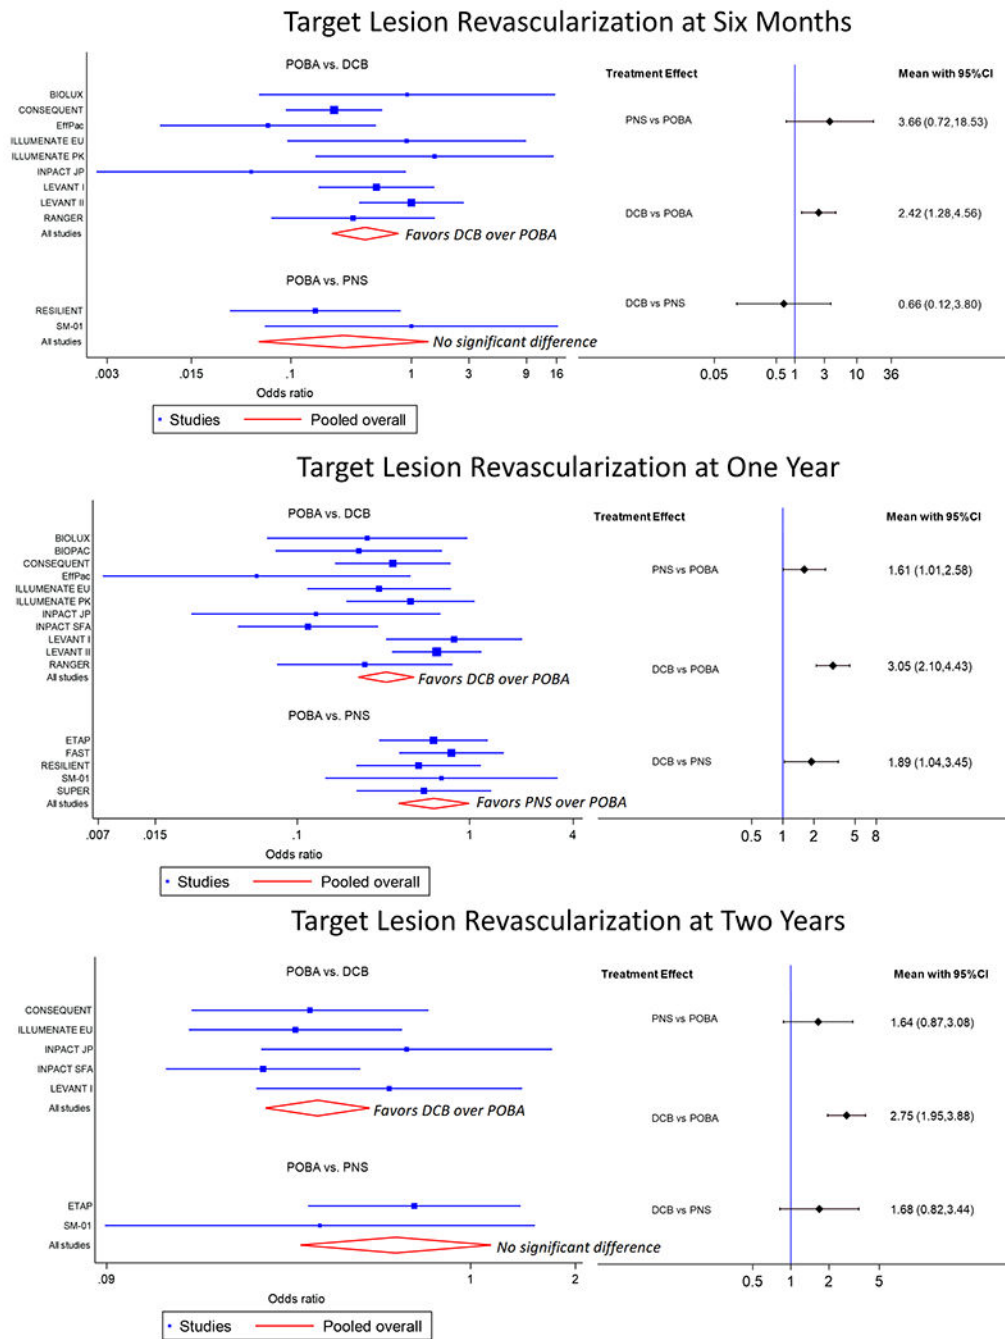 Target Lesion Revascularization at Six Months
POBA vs. DCB
BIOLUX
CONSEQUENT
EffPac
ILLUMENATE EU
ILLUMENATE PK
INPACT JP
LEVANT I
LEVANT II
RANGER
All studies
Favors DCB over POBA
POBA vs. PNS
RESILIENT
SM-01
All studies
No significant difference
.003 .015 .1 1 3 9 16
Odds ratio
Studies Pooled overall
Treatment Effect Mean with 95%CI
PNS vs POBA 3.66 (0.72,18.53)
DCB vs POBA 2.42 (1.28,4.56)
DCB vs PNS 0.66 (0.12,3.80)
0.05 0.5 1 3 10 36
Target Lesion Revascularization at One Year
POBA vs. DCB
BIOLUX
BIOPAC
CONSEQUENT
EffPac
ILLUMENATE EU
ILLUMENATE PK
INPACT JP
INPACT SFA
LEVANT I
LEVANT II
RANGER
All studies
Favors DCB over POBA
POBA vs. PNS
ETAP
FAST
RESILIENT
SM-01
SUPER
All studies
Favors PNS over POBA
.007 .015 .1 1 4
Odds ratio
Studies Pooled overall
Treatment Effect Mean with 95%CI
PNS vs POBA 1.61 (1.01,2.58)
DCB vs POBA 3.05 (2.10,4.43)
DCB vs PNS 1.89 (1.04,3.45)
0.5 1 2 5 8
Target Lesion Revascularization at Two Years
POBA vs. DCB
CONSEQUENT
ILLUMENATE EU
INPACT JP
INPACT SFA
LEVANT I
All studies
Favors DCB over POBA
POBA vs. PNS
ETAP
SM-01
All studies
No significant difference
.09 1 2
Odds ratio
Studies Pooled overall
Treatment Effect Mean with 95%CI
PNS vs POBA 1.64 (0.87,3.08)
DCB vs POBA 2.75 (1.95,3.88)
DCB vs PNS 1.68 (0.82,3.44)
0.5 1 2 5